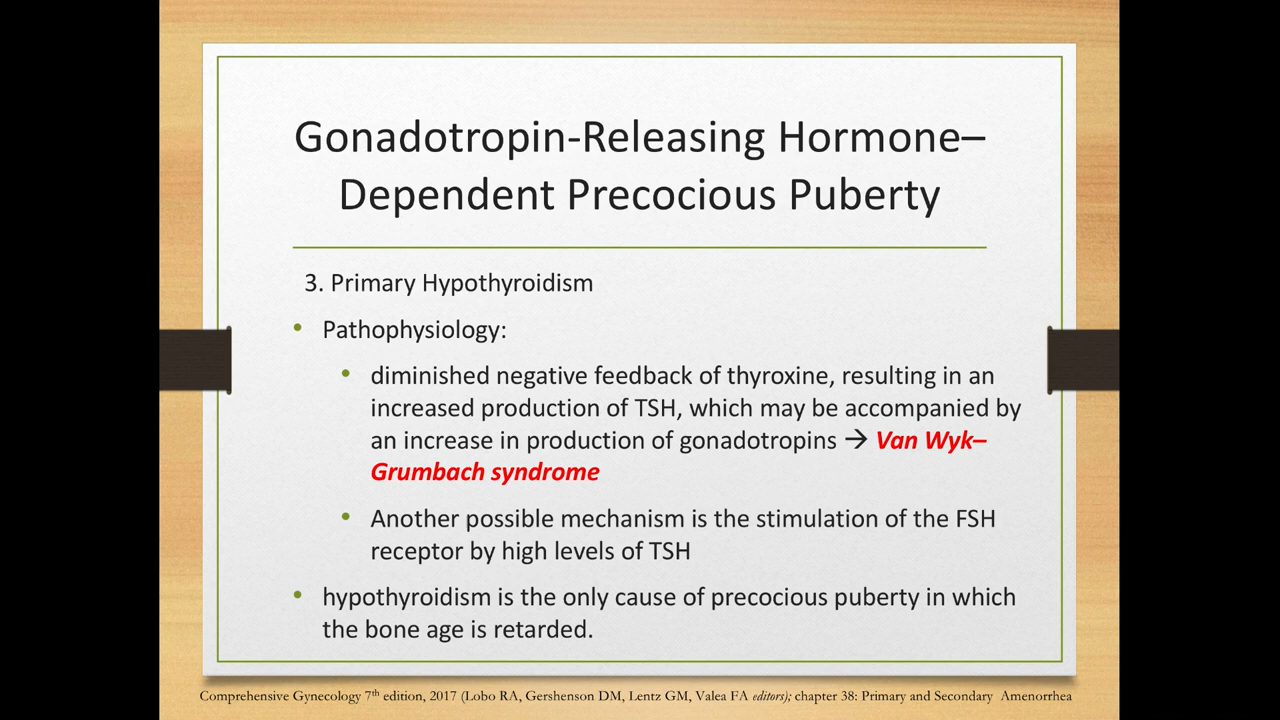 Gonadotropin-Releasing Hormone–
Dependent Precocious Puberty
3. Primary Hypothyroidism
• Pathophysiology:
• diminished negative feedback of thyroxine, resulting in an
increased production of TSH, which may be accompanied by
an increase in production of gonadotropins → Van Wyk–
Grumbach syndrome
• Another possible mechanism is the stimulation of the FSH
receptor by high levels of TSH
• hypothyroidism is the only cause of precocious puberty in which
the bone age is retarded.
Comprehensive Gynecology 7th edition, 2017 (Lobo RA, Gershenson DM, Lentz GM, Valea FA editors); chapter 38: Primary and Secondary Amenorrhea